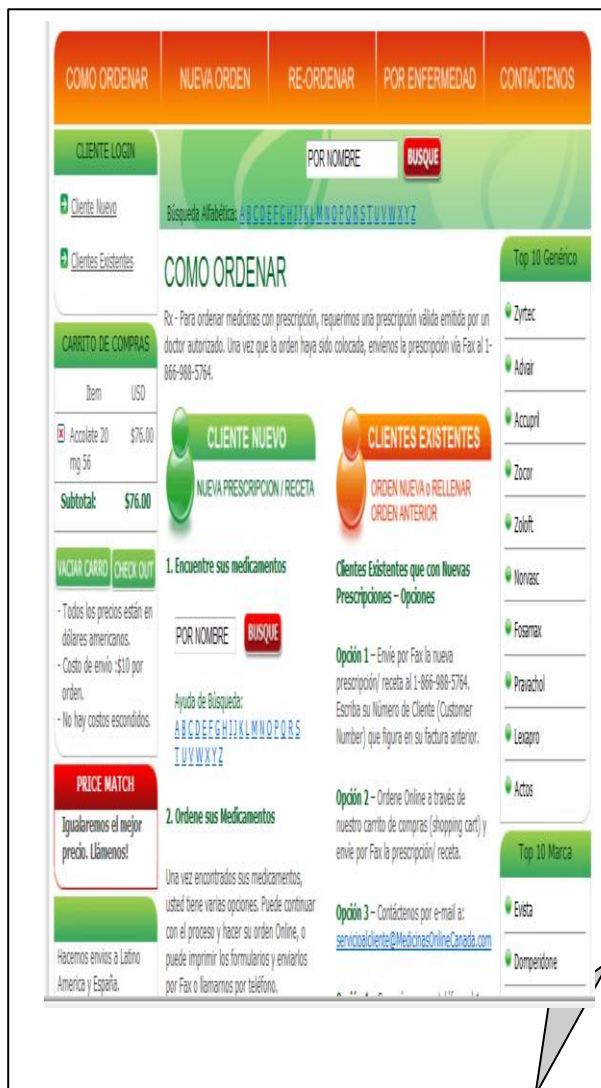 COMO ORDENAR
NUEVA ORDEN
RE-ORDENAR
POR ENFERMEDAD
CONTACTENOS
CLIENTE LOGIN
Cliente Nuevo
Clientes Existentes
POR NOMBRE
BUSQUE
Búsqueda Alfabética: A B C D E F G H I J K L M N O P Q R S T U V W X Y Z
CARRITO DE COMPRAS
Item USD
Accolate 20 $76.00
mg 56
Subtotal: $76.00
VACIAR CARRO
CHECK OUT
- Todos los precios están en
dólares americanos.
- Costo de envío :$10 por
orden.
- No hay costos escondidos.
PRICE MATCH
Igualaremos el mejor
precio. Llámenos!
Hacemos envios a Latino
America y España.
COMO ORDENAR
Rx - Para ordenar medicinas con prescripción, requerimos una prescripción válida emitida por un
doctor autorizado. Una vez que la orden haya sido colocada, envíenos la prescripción vía Fax al 1-
866-988-5764.
CLIENTE NUEVO
NUEVA PRESCRIPCION / RECETA
1. Encuentre sus medicamentos
POR NOMBRE
BUSQUE
Ayuda de Búsqueda:
A B C D E F G H I J K L M N O P Q R S
T U V W X Y Z
2. Ordene sus Medicamentos
Una vez encontrados sus medicamentos,
usted tiene varias opciones. Puede continuar
con el proceso y hacer su orden Online, o
puede imprimir los formularios y enviarlos
por Fax o llamarnos por teléfono.
CLIENTES EXISTENTES
ORDEN NUEVA o RELLENAR
ORDEN ANTERIOR
Clientes Existentes que con Nuevas
Prescripciones – Opciones
Opción 1 – Envíe por Fax la nueva
prescripción/ receta al 1-866-988-5764.
Escriba su Número de Cliente (Customer
Number) que figura en su factura anterior.
Opción 2 – Ordene Online a través de
nuestro carrito de compras (shopping cart) y
envíe por Fax la prescripción/ receta.
Opción 3 – Contáctenos por e-mail a:
servicioalcliente@MedicinasOnlineCanada.com
Top 10 Genérico
Zyrtec
Advair
Accupril
Zocor
Zoloft
Norvasc
Fosamax
Pravachol
Lexapro
Actos
Top 10 Marca
Evista
Domperidone